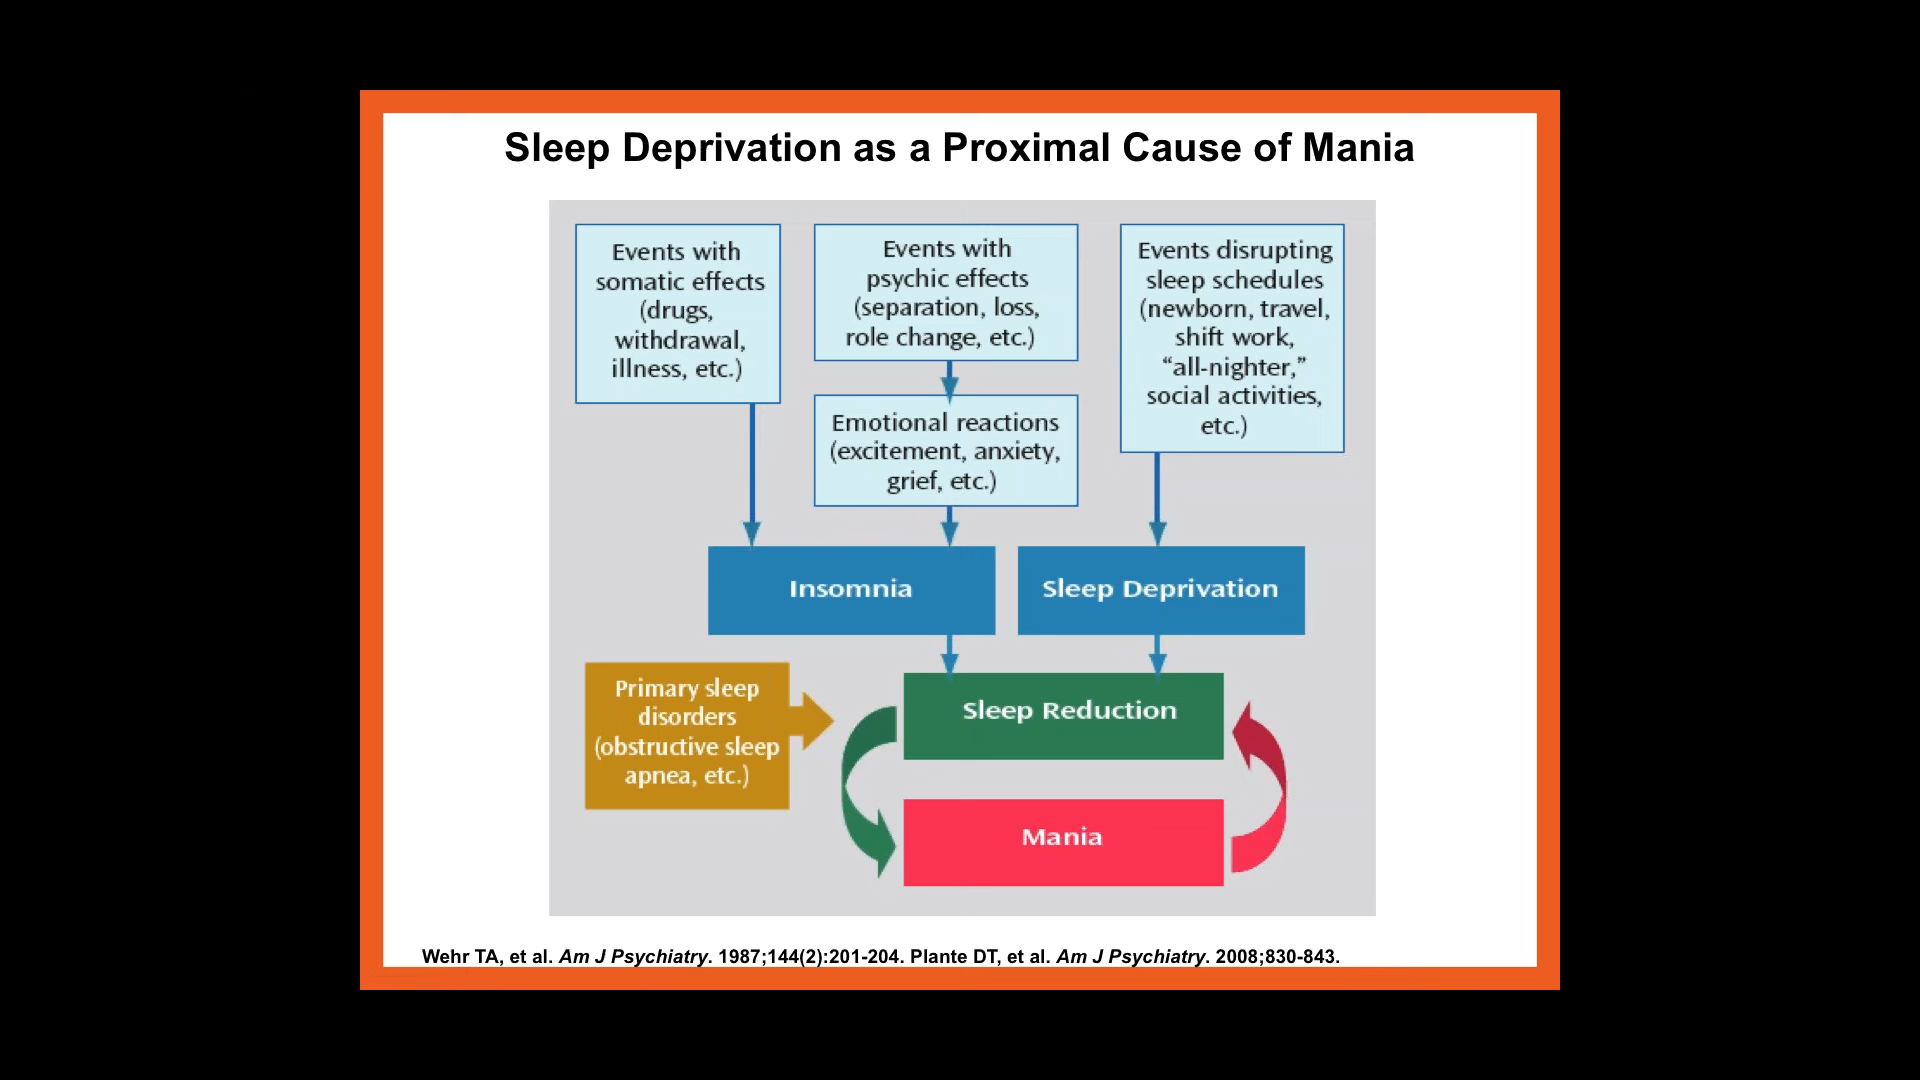 Sleep Deprivation as a Proximal Cause of Mania
Events with
somatic effects
(drugs,
withdrawal,
illness, etc.)
Events with
psychic effects
(separation, loss,
role change, etc.)
Emotional reactions
(excitement, anxiety,
grief, etc.)
Events disrupting
sleep schedules
(newborn, travel,
shift work,
“all-nighter,”
social activities,
etc.)
Insomnia
Sleep Deprivation
Primary sleep
disorders
(obstructive sleep
apnea, etc.)
Sleep Reduction
Mania
Wehr TA, et al. Am J Psychiatry. 1987;144(2):201-204. Plante DT, et al. Am J Psychiatry. 2008;830-843.